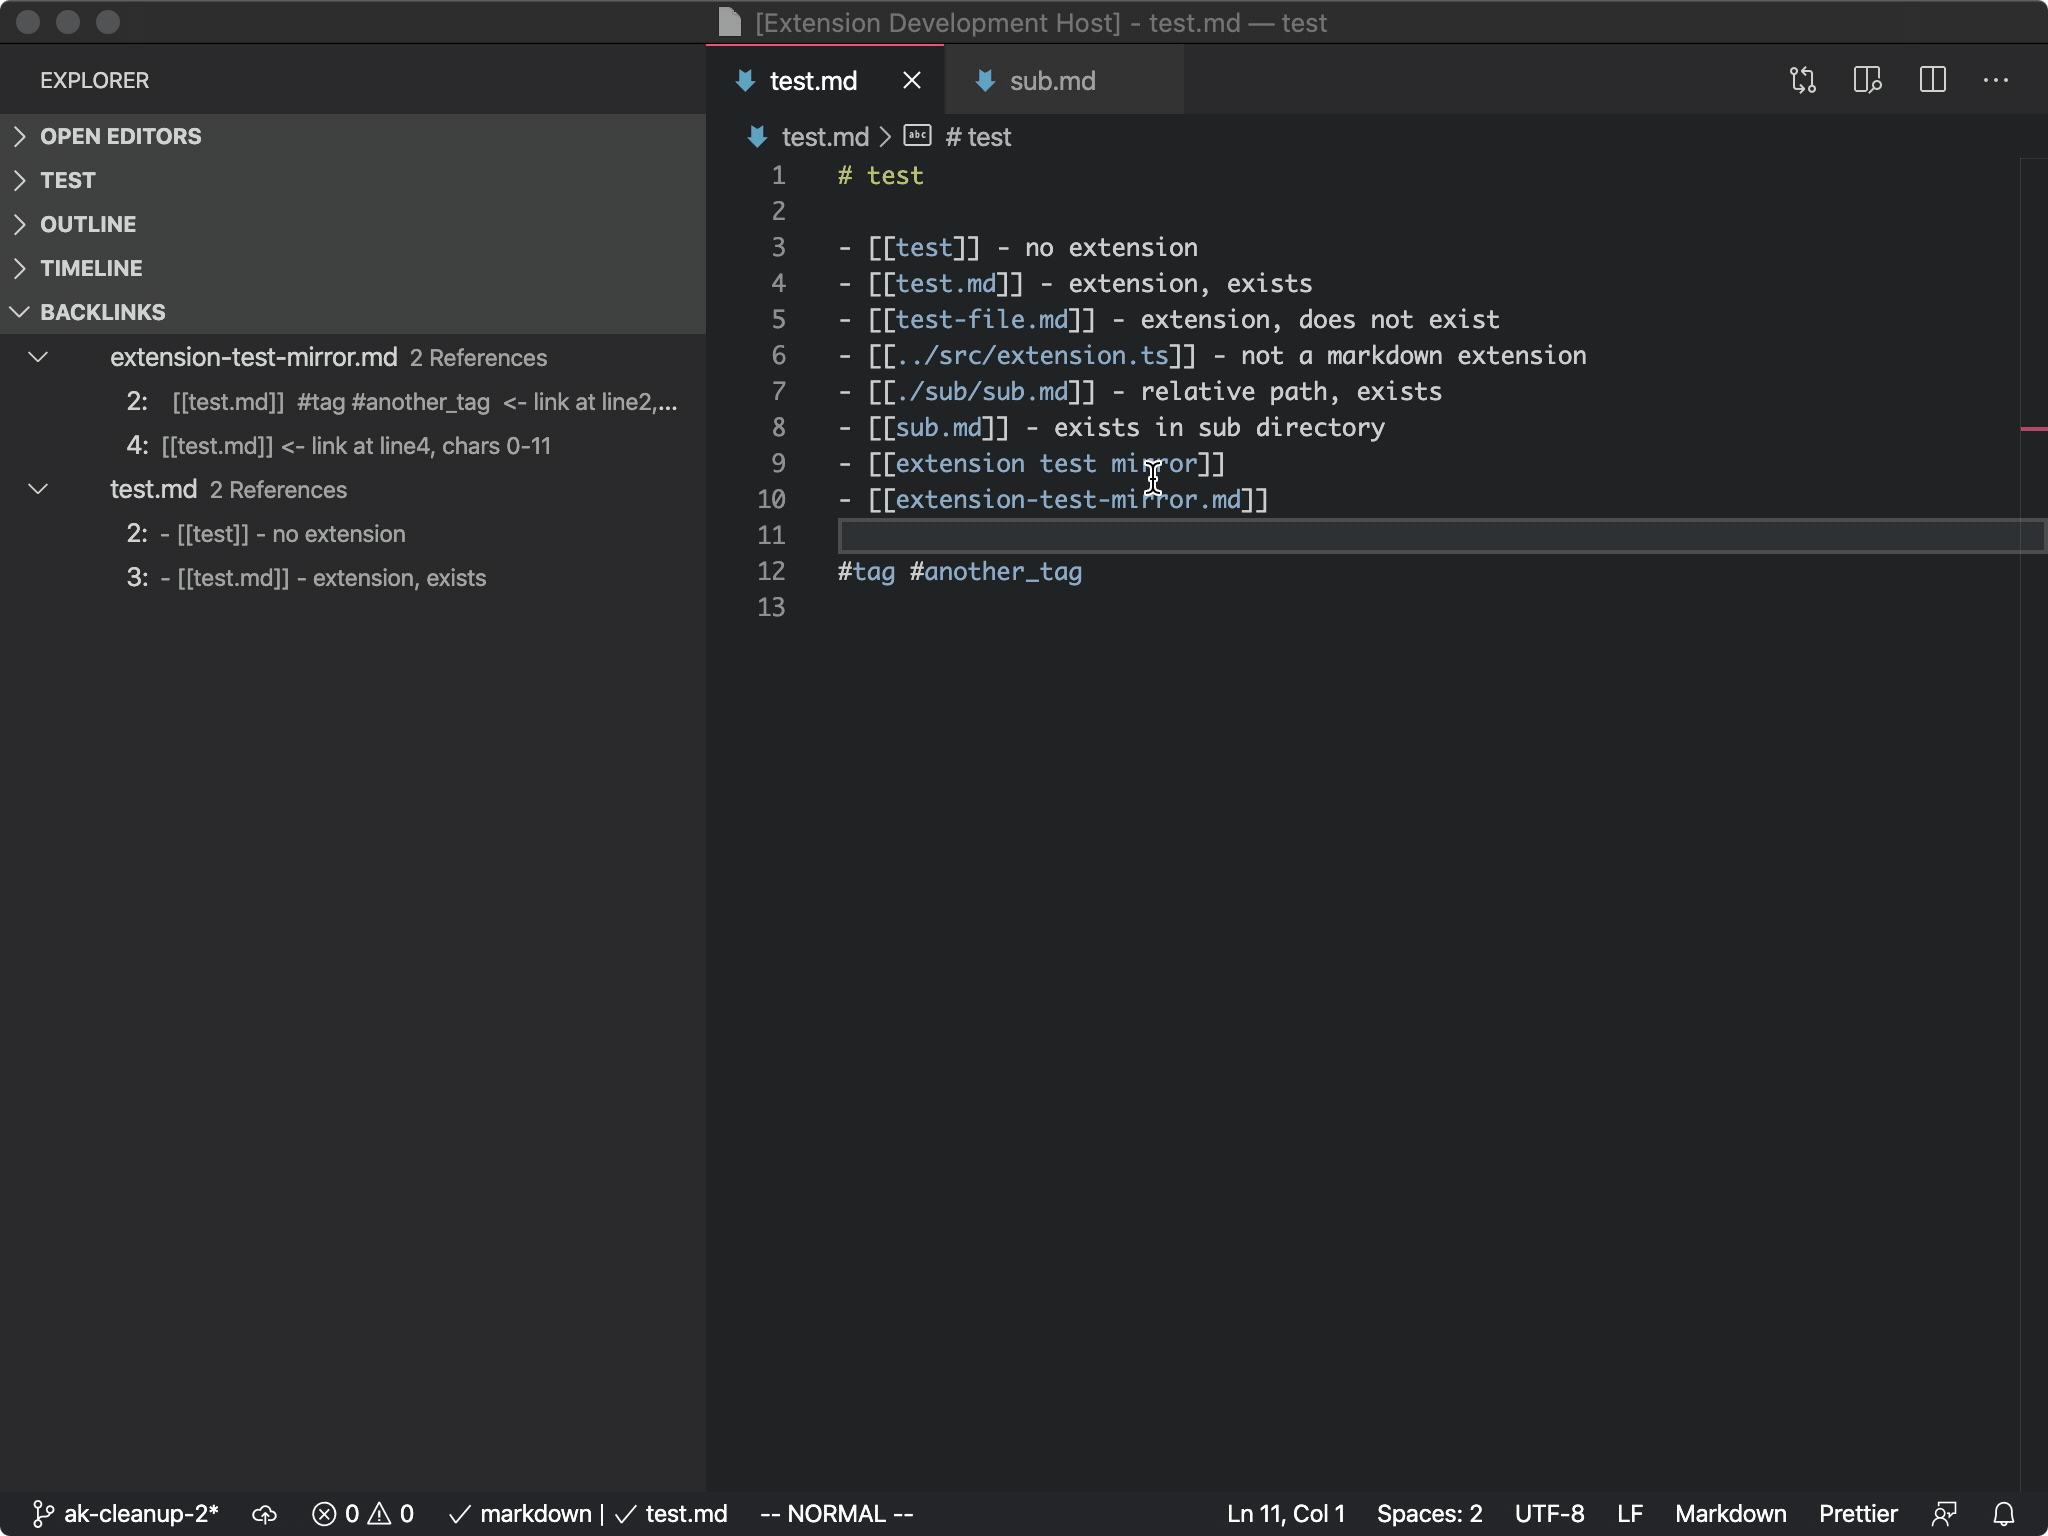 [Extension Development Host] - test.md — test
EXPLORER
OPEN EDITORS
TEST
OUTLINE
TIMELINE
BACKLINKS
extension-test-mirror.md 2 References
2: [[test.md]] #tag #another_tag <- link at line2,...
4: [[test.md]] <- link at line4, chars 0-11
test.md 2 References
2: - [[test]] - no extension
3: - [[test.md]] - extension, exists
test.md
sub.md
test.md > abc # test
1 # test
2
3 - [[test]] - no extension
4 - [[test.md]] - extension, exists
5 - [[test-file.md]] - extension, does not exist
6 - [[../src/extension.ts]] - not a markdown extension
7 - [[./sub/sub.md]] - relative path, exists
8 - [[sub.md]] - exists in sub directory
9 - [[extension test mirror]]
10 - [[extension-test-mirror.md]]
11
12 #tag #another_tag
13
ak-cleanup-2* 0 0 markdown | test.md -- NORMAL -- Ln 11, Col 1 Spaces: 2 UTF-8 LF Markdown Prettier